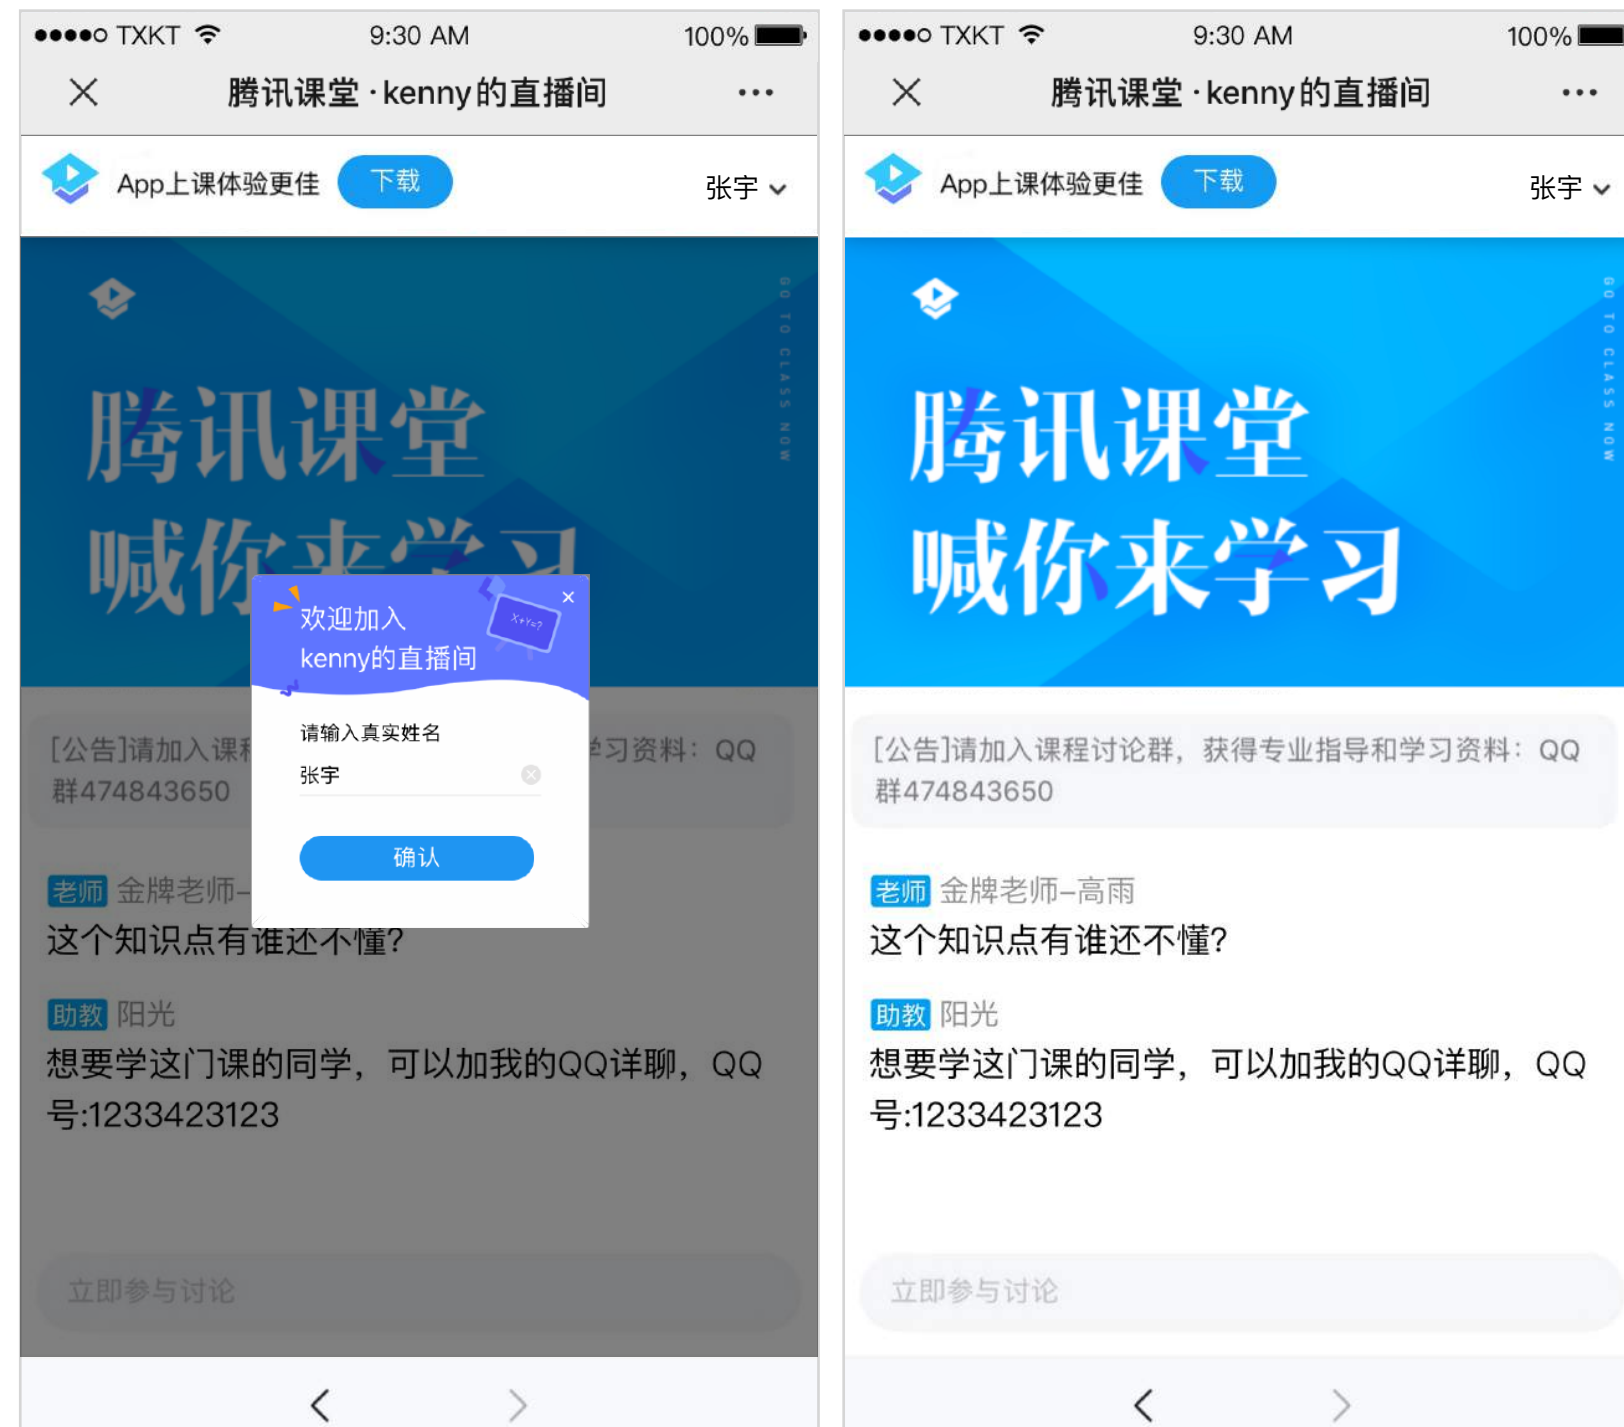 TXKT 9:30 AM 100%
腾讯课堂 · kenny的直播间
App上课体验更佳 下载 张宇
GO TO CLASS NOW
腾讯课堂
喊你来学习
欢迎加入
X+Y=?
kenny的直播间
请输入真实姓名
张宇
确认
[公告]请加入课 学习资料：QQ
群474843650
老师 金牌老师-
这个知识点有谁还不懂?
助教 阳光
想要学这门课的同学，可以加我的QQ详聊，QQ
号:1233423123
立即参与讨论
TXKT 9:30 AM 100%
腾讯课堂 · kenny的直播间
App上课体验更佳 下载 张宇
GO TO CLASS NOW
腾讯课堂
喊你来学习
[公告]请加入课程讨论群，获得专业指导和学习资料：QQ
群474843650
老师 金牌老师-高雨
这个知识点有谁还不懂?
助教 阳光
想要学这门课的同学，可以加我的QQ详聊，QQ
号:1233423123
立即参与讨论